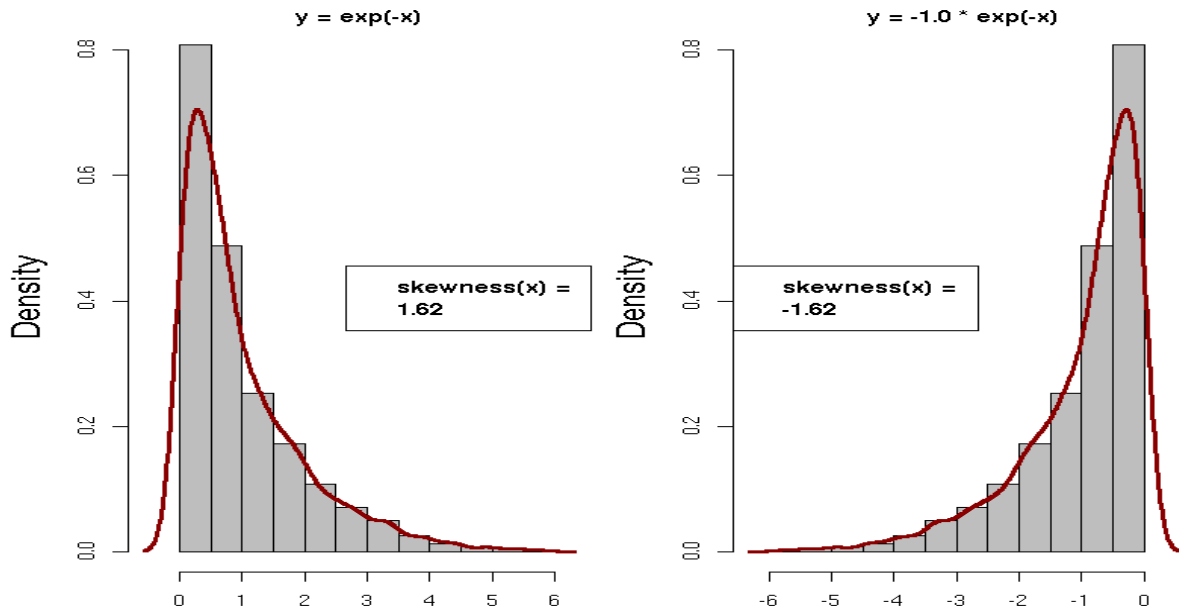 y = exp(-x)
0.8
0.6
0.4
0.2
0.0
Density
skewness(x) =
1.62
0 1 2 3 4 5 6
y = -1.0 * exp(-x)
0.8
0.6
0.4
0.2
0.0
Density
skewness(x) =
-1.62
-6 -5 -4 -3 -2 -1 0